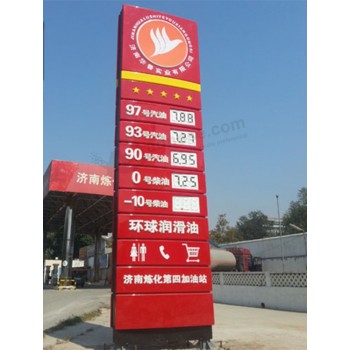 97号汽油 7.88
93号汽油 7.27
90号汽油 6.95
0号柴油 7.25
-10号柴油
环球润滑油
济南炼化第四加油站
济南炼